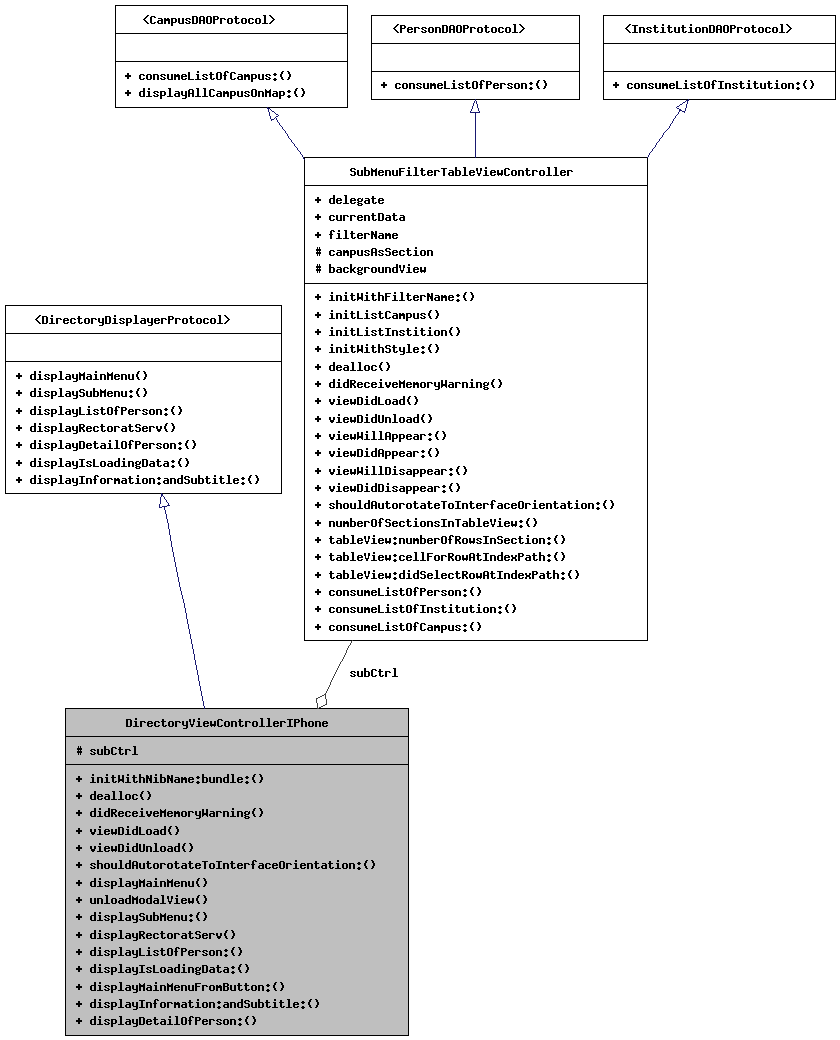 <CampusDAOProtocol>
+ consumeListOfCampus:()
+ displayAllCampusOnMap:()
<PersonDAOProtocol>
+ consumeListOfPerson:()
<InstitutionDAOProtocol>
+ consumeListOfInstitution:()
SubMenuFilterTableViewController
+ delegate
+ currentData
+ filterName
# campusAsSection
# backgroundView
+ initWithFilterName:()
+ initListCampus()
+ initListInstition()
+ initWithStyle:()
+ dealloc()
+ didReceiveMemoryWarning()
+ viewDidLoad()
+ viewDidUnload()
+ viewWillAppear:()
+ viewDidAppear:()
+ viewWillDisappear:()
+ viewDidDisappear:()
+ shouldAutorotateToInterfaceOrientation:()
+ numberOfSectionsInTableView:()
+ tableView:numberOfRowsInSection:()
+ tableView:cellForRowAtIndexPath:()
+ tableView:didSelectRowAtIndexPath:()
+ consumeListOfPerson:()
+ consumeListOfInstitution:()
+ consumeListOfCampus:()
<DirectoryDisplayerProtocol>
+ displayMainMenu()
+ displaySubMenu:()
+ displayListOfPerson:()
+ displayRectoratServ()
+ displayDetailOfPerson:()
+ displayIsLoadingData:()
+ displayInformation:andSubtitle:()
subCtrl
DirectoryViewControllerIPhone
# subCtrl
+ initWithNibName:bundle:()
+ dealloc()
+ didReceiveMemoryWarning()
+ viewDidLoad()
+ viewDidUnload()
+ shouldAutorotateToInterfaceOrientation:()
+ displayMainMenu()
+ unloadModalView()
+ displaySubMenu:()
+ displayRectoratServ()
+ displayListOfPerson:()
+ displayIsLoadingData:()
+ displayMainMenuFromButton:()
+ displayInformation:andSubtitle:()
+ displayDetailOfPerson:()